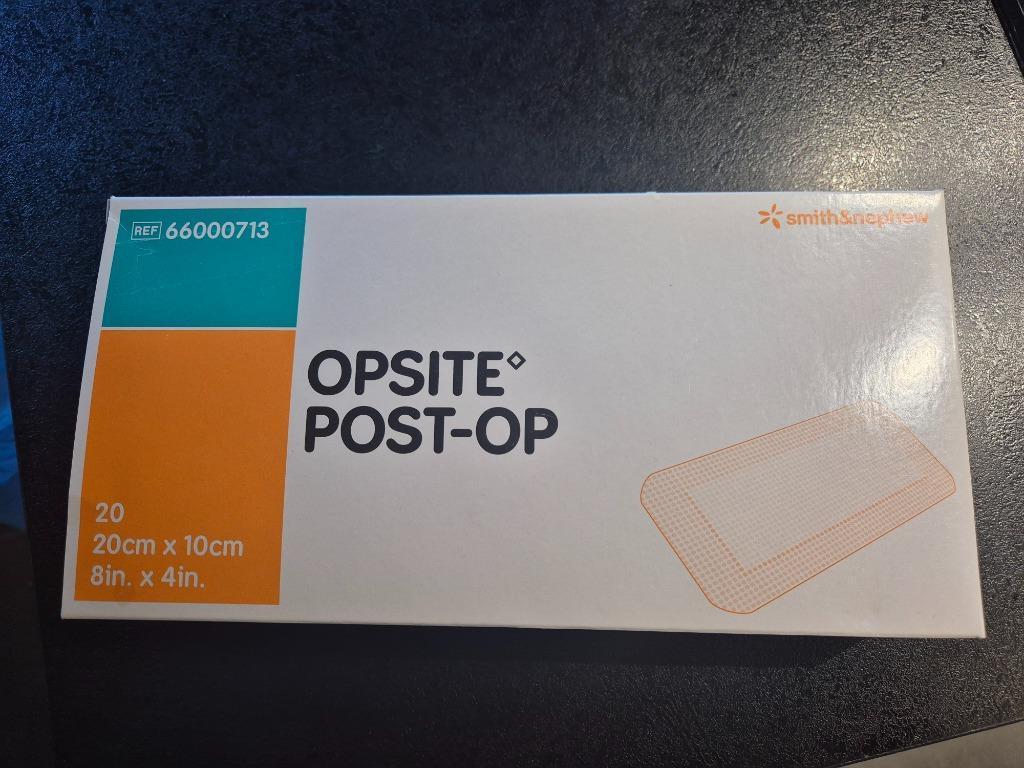 REF 66000713
smith&nephew
OPSITE◇
POST-OP
20
20cm x 10cm
8in. x 4in.